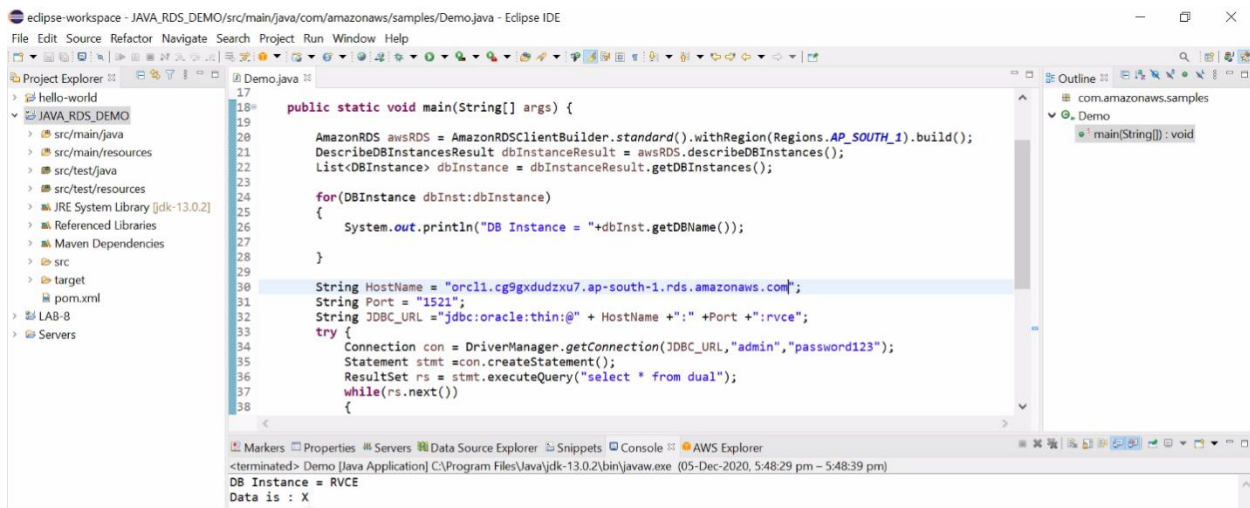 eclipse-workspace - JAVA_RDS_DEMO/src/main/java/com/amazonaws/samples/Demo.java - Eclipse IDE
File Edit Source Refactor Navigate Search Project Run Window Help
Project Explorer
hello-world
JAVA_RDS_DEMO
src/main/java
src/main/resources
src/test/java
src/test/resources
JRE System Library [jdk-13.0.2]
Referenced Libraries
Maven Dependencies
src
target
pom.xml
LAB-8
Servers
Demo.java
17
18 public static void main(String[] args) {
19
20 AmazonRDS awsRDS = AmazonRDSClientBuilder.standard().withRegion(Regions.AP_SOUTH_1).build();
21 DescribeDBInstancesResult dbInstanceResult = awsRDS.describeDBInstances();
22 List<DBInstance> dbInstance = dbInstanceResult.getDBInstances();
23
24 for(DBInstance dbInst:dbInstance)
25 {
26 System.out.println("DB Instance = "+dbInst.getDBName());
27
28 }
29
30 String HostName = "orcl1.cg9gxdudzxu7.ap-south-1.rds.amazonaws.com";
31 String Port = "1521";
32 String JDBC_URL ="jdbc:oracle:thin:@" + HostName +":" +Port +":rvce";
33 try {
34 Connection con = DriverManager.getConnection(JDBC_URL,"admin","password123");
35 Statement stmt =con.createStatement();
36 ResultSet rs = stmt.executeQuery("select * from dual");
37 while(rs.next())
38 {
Outline
com.amazonaws.samples
Demo
main(String[]) : void
Markers Properties Servers Data Source Explorer Snippets Console AWS Explorer
<terminated> Demo [Java Application] C:\Program Files\Java\jdk-13.0.2\bin\javaw.exe (05-Dec-2020, 5:48:29 pm – 5:48:39 pm)
DB Instance = RVCE
Data is : X